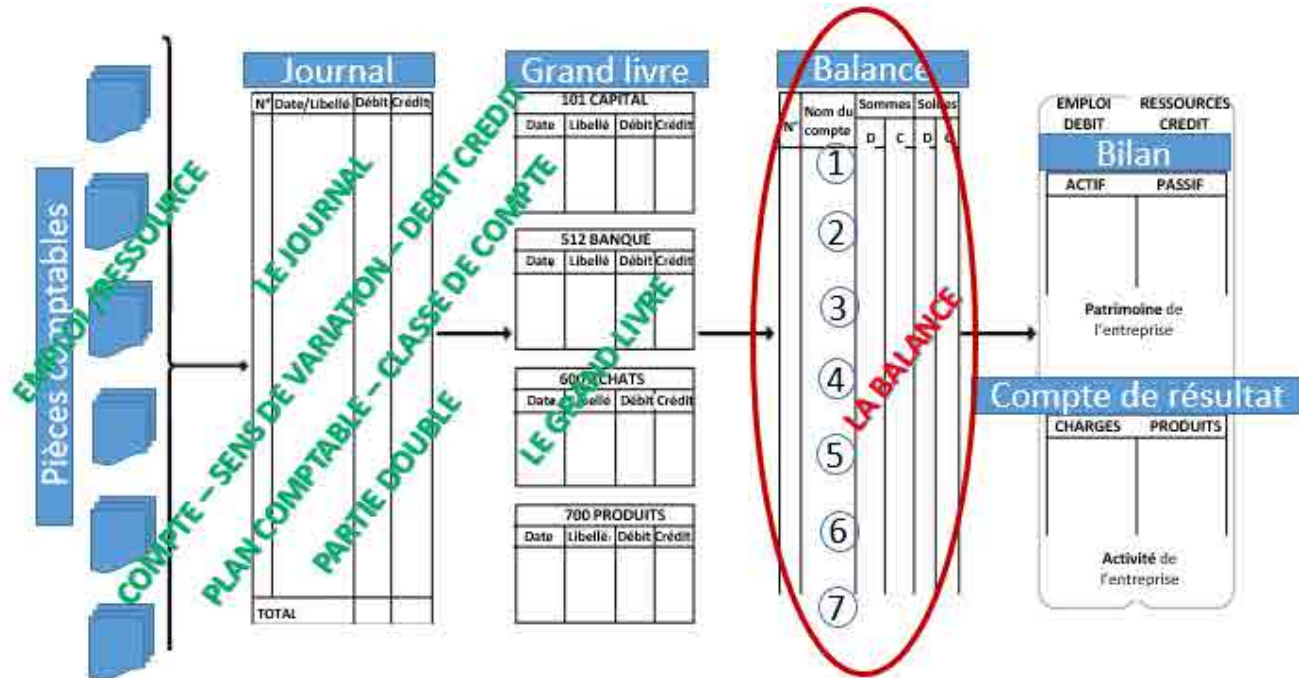 Pièces comptables
EMPLOI /RESSOURCE
Journal
N° Date/Libellé Débit Crédit
TOTAL
LE JOURNAL
COMPTE – SENS DE VARIATION – DEBIT CREDIT
PLAN COMPTABLE – CLASSE DE COMPTE
PARTIE DOUBLE
Grand livre
101 CAPITAL
Date Libellé Débit Crédit
512 BANQUE
Date Libellé Débit Crédit
600 ACHATS
Date Libellé Débit Crédit
700 PRODUITS
Date Libellé Débit Crédit
LE GRAND LIVRE
Balance
N° Nom du compte Sommes Soldes
D C D C
1
2
3
4
5
6
7
LA BALANCE
EMPLOI RESSOURCES
DEBIT CREDIT
Bilan
ACTIF PASSIF
Patrimoine de
l'entreprise
Compte de résultat
CHARGES PRODUITS
Activité de
l'entreprise